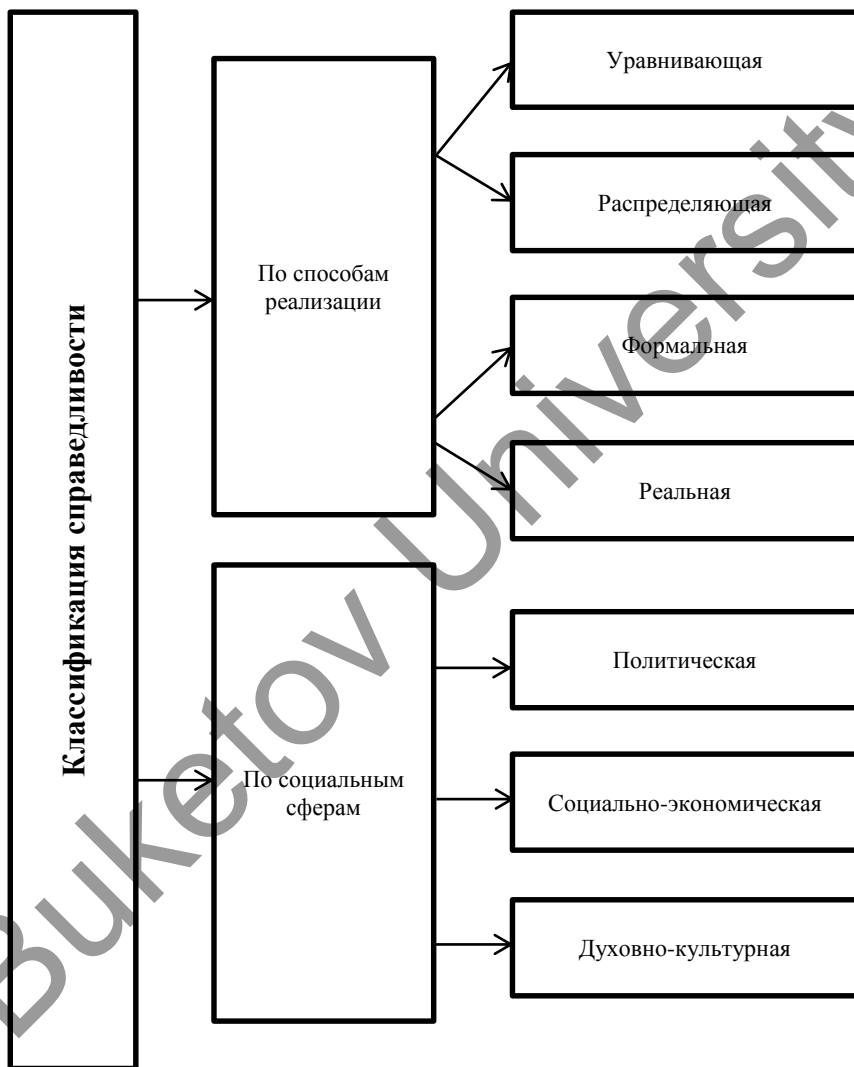 Классификация справедливости
По способам
реализации
Уравнивающая
Распределяющая
Формальная
Реальная
По социальным
сферам
Политическая
Социально-экономическая
Духовно-культурная
Buketov University